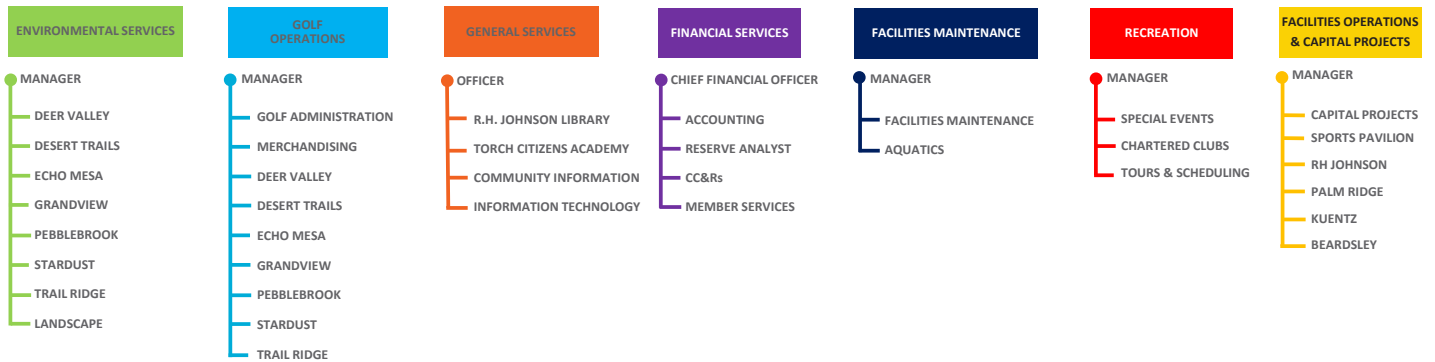 ENVIRONMENTAL SERVICES
MANAGER
DEER VALLEY
DESERT TRAILS
ECHO MESA
GRANDVIEW
PEBBLEBROOK
STARDUST
TRAIL RIDGE
LANDSCAPE
GOLF
OPERATIONS
MANAGER
GOLF ADMINISTRATION
MERCHANDISING
DEER VALLEY
DESERT TRAILS
ECHO MESA
GRANDVIEW
PEBBLEBROOK
STARDUST
TRAIL RIDGE
GENERAL SERVICES
OFFICER
R.H. JOHNSON LIBRARY
TORCH CITIZENS ACADEMY
COMMUNITY INFORMATION
INFORMATION TECHNOLOGY
FINANCIAL SERVICES
CHIEF FINANCIAL OFFICER
ACCOUNTING
RESERVE ANALYST
CC&Rs
MEMBER SERVICES
FACILITIES MAINTENANCE
MANAGER
FACILITIES MAINTENANCE
AQUATICS
RECREATION
MANAGER
SPECIAL EVENTS
CHARTERED CLUBS
TOURS & SCHEDULING
FACILITIES OPERATIONS
& CAPITAL PROJECTS
MANAGER
CAPITAL PROJECTS
SPORTS PAVILION
RH JOHNSON
PALM RIDGE
KUENTZ
BEARDSLEY